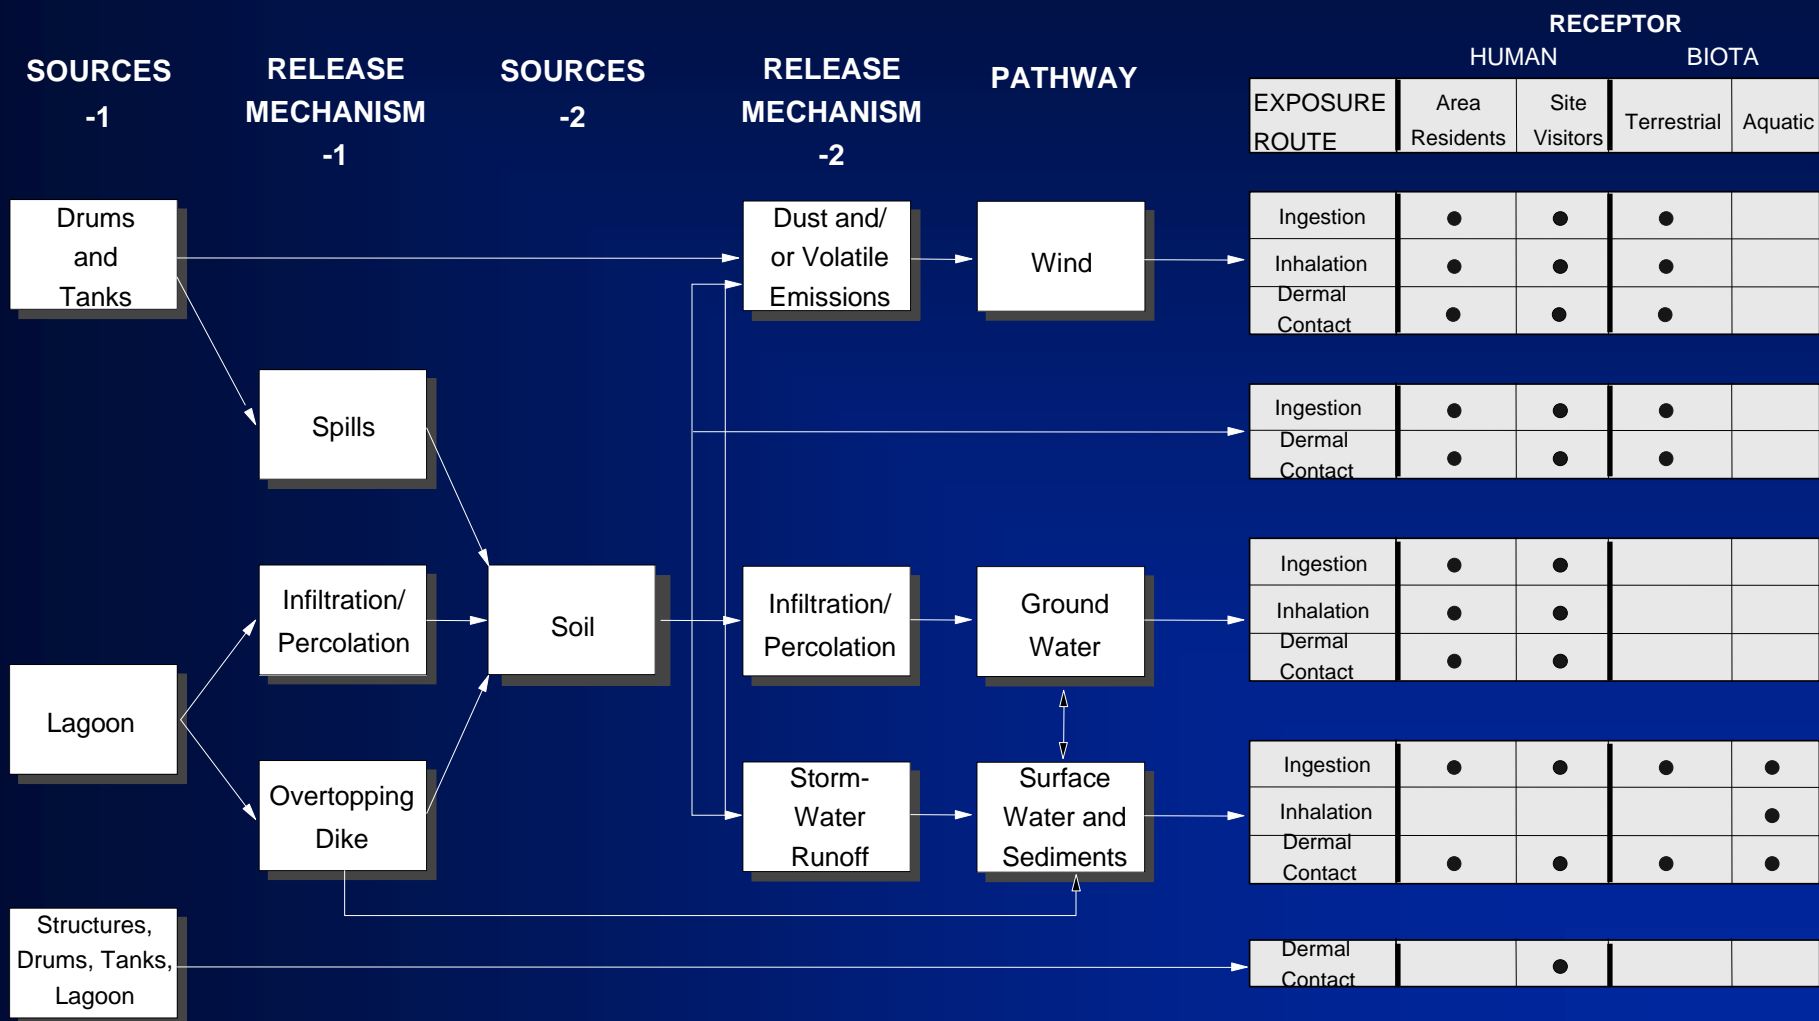 RECEPTOR
HUMAN BIOTA
SOURCES
-1
RELEASE
MECHANISM
-1
SOURCES
-2
RELEASE
MECHANISM
-2
PATHWAY
EXPOSURE
ROUTE
Area
Residents
Site
Visitors
Terrestrial
Aquatic
Drums
and
Tanks
Dust and/
or Volatile
Emissions
Wind
Ingestion
Inhalation
Dermal
Contact
Spills
Ingestion
Dermal
Contact
Infiltration/
Percolation
Soil
Infiltration/
Percolation
Ground
Water
Ingestion
Inhalation
Dermal
Contact
Lagoon
Overtopping
Dike
Storm-
Water
Runoff
Surface
Water and
Sediments
Ingestion
Inhalation
Dermal
Contact
Structures,
Drums, Tanks,
Lagoon
Dermal
Contact